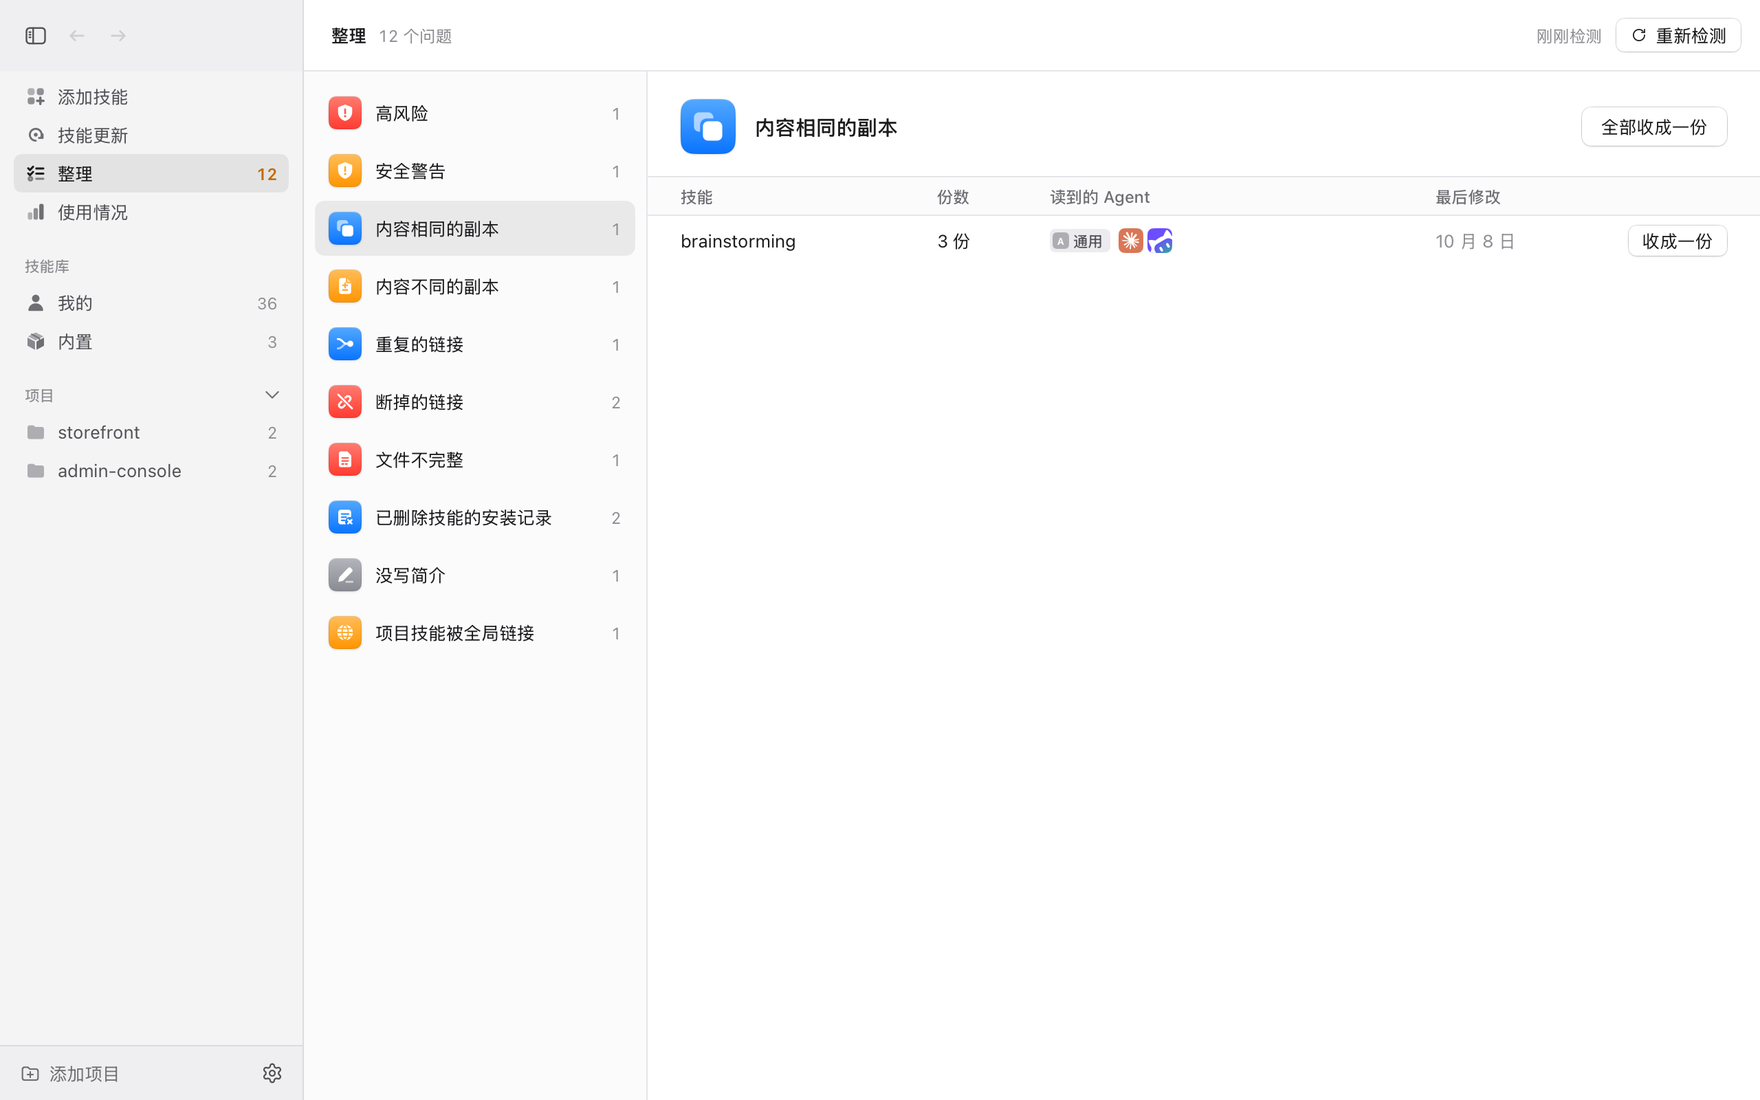 整理 12 个问题
刚刚检测 重新检测
添加技能
技能更新
整理 12
使用情况
技能库
我的 36
内置 3
项目
storefront 2
admin-console 2
添加项目
高风险 1
安全警告 1
内容相同的副本 1
内容不同的副本 1
重复的链接 1
断掉的链接 2
文件不完整 1
已删除技能的安装记录 2
没写简介 1
项目技能被全局链接 1
内容相同的副本 全部收成一份
技能 份数 读到的 Agent 最后修改
brainstorming 3 份 A 通用 10 月 8 日 收成一份